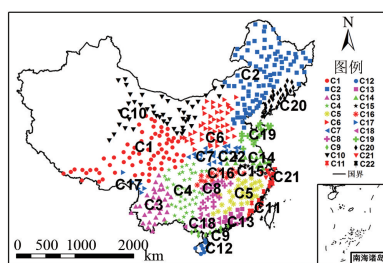 N
图例
C1 C12
C2 C13
C3 C14
C4 C15
C5 C16
C6 C17
C7 C18
C8 C19
C9 C20
C10 C21
C11 C22
国界
C2
C20
C10
C6
C19
C1
C7 C22 C14
C16 C15 C21
C17
C4 C8
C5
C3
C18 C13 C11
C9
C12
0 500 1000 2000
km
南海诸岛